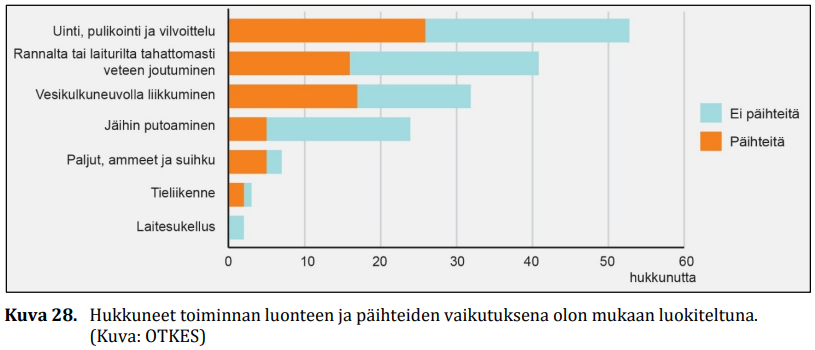 Uinti, pulikointi ja vilvoittelu
Rannalta tai laiturilta tahattomasti
veteen joutuminen
Vesikulkuneuvolla liikkuminen
Jäihin putoaminen
Paljut, ammeet ja suihku
Tieliikenne
Laitesukellus
Ei päihteitä
Päihteitä
0 10 20 30 40 50 60
hukkunutta
Kuva 28. Hukkuneet toiminnan luonteen ja päihteiden vaikutuksena olon mukaan luokiteltuna.
(Kuva: OTKES)